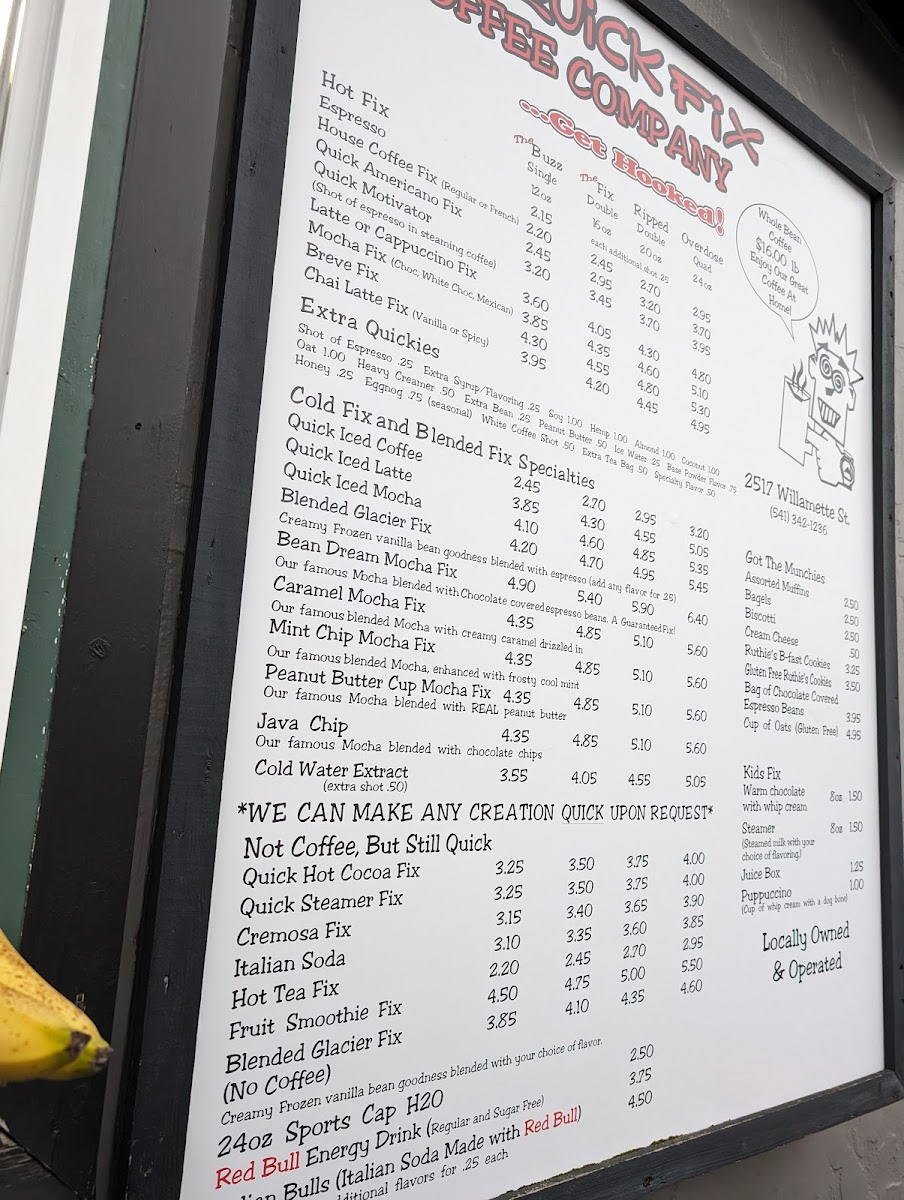 QUICK FIX
COFFEE COMPANY
...Get Hooked!
The Buzz The Fix Ripped Overdose
Hot Fix Single Double Double Quad
12oz 16oz 20oz 24oz
Espresso 2.15 each additional shot .25
House Coffee Fix (Regular or French) 2.20 2.45 2.70 2.95
Quick Americano Fix 2.45 2.95 3.20 3.70
Quick Motivator 3.20 3.45 3.70 3.95
(Shot of espresso in steaming coffee)
Latte or Cappuccino Fix 3.60 4.05 4.30 4.80
Mocha Fix (Choc, White Choc, Mexican) 3.85 4.35 4.60 5.10
Breve Fix 4.30 4.55 4.80 5.30
Chai Latte Fix (Vanilla or Spicy) 3.95 4.20 4.45 4.95
Extra Quickies
Shot of Espresso .25 Extra Syrup/Flavoring .25 Soy 1.00 Hemp 1.00 Almond 1.00 Coconut 1.00
Oat 1.00 Heavy Creamer .50 Extra Bean .25 Peanut Butter .50 Ice Water .25 Base Powder Flavor .75
Honey .25 Eggnog .75 (seasonal) White Coffee Shot .50 Extra Tea Bag .50 Specialty Flavor .50
Cold Fix and Blended Fix Specialties
Quick Iced Coffee 2.45 2.70 2.95 3.20
Quick Iced Latte 3.85 4.30 4.55 5.05
Quick Iced Mocha 4.10 4.60 4.85 5.35
Blended Glacier Fix 4.20 4.70 4.95 5.45
Creamy Frozen vanilla bean goodness blended with espresso (add any flavor for .25)
Bean Dream Mocha Fix 4.90 5.40 5.90 6.40
Our famous Mocha blended with Chocolate covered espresso beans. A Guaranteed Fix!
Caramel Mocha Fix 4.35 4.85 5.10 5.60
Our famous blended Mocha with creamy caramel drizzled in
Mint Chip Mocha Fix 4.35 4.85 5.10 5.60
Our famous blended Mocha, enhanced with frosty cool mint
Peanut Butter Cup Mocha Fix 4.35 4.85 5.10 5.60
Our famous Mocha blended with REAL peanut butter
Java Chip 4.35 4.85 5.10 5.60
Our famous Mocha blended with chocolate chips
Cold Water Extract 3.55 4.05 4.55 5.05
(extra shot .50)
*WE CAN MAKE ANY CREATION QUICK UPON REQUEST*
Not Coffee, But Still Quick
Quick Hot Cocoa Fix 3.25 3.50 3.75 4.00
Quick Steamer Fix 3.25 3.50 3.75 4.00
Cremosa Fix 3.15 3.40 3.65 3.90
Italian Soda 3.10 3.35 3.60 3.85
Hot Tea Fix 2.20 2.45 2.70 2.95
Fruit Smoothie Fix 4.50 4.75 5.00 5.50
Blended Glacier Fix 3.85 4.10 4.35 4.60
(No Coffee)
Creamy Frozen vanilla bean goodness blended with your choice of flavor.
24oz Sports Cap H2O 2.50
Red Bull Energy Drink (Regular and Sugar Free) 3.75
Bulls (Italian Soda Made with Red Bull) 4.50
flavors for .25 each
Whole Bean
Coffee
$16.00 lb
Enjoy Our Great
Coffee At
Home!
2517 Willamette St.
(541) 342-1236
Got The Munchies
Assorted Muffins 2.50
Bagels 2.50
Biscotti 2.50
Cream Cheese .50
Ruthie's B-fast Cookies 3.25
Gluten Free Ruthie's Cookies 3.50
Bag of Chocolate Covered
Espresso Beans 3.95
Cup of Oats (Gluten Free) 4.95
Kids Fix
Warm chocolate 8oz 1.50
with whip cream
Steamer 8oz 1.50
(Steamed milk with your
choice of flavoring.)
Juice Box 1.25
Puppuccino 1.00
(Cup of whip cream with a dog bone)
Locally Owned
& Operated